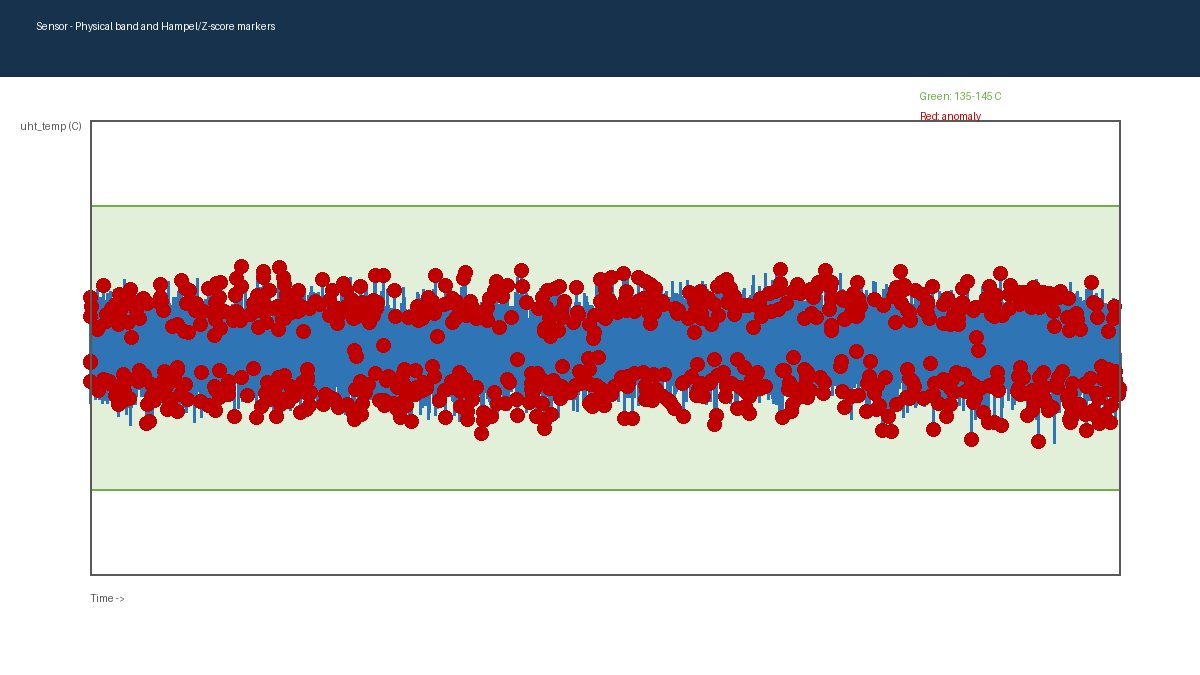 Sensor - Physical band and Hampel/Z-score markers
Green: 135-145 C
Red: anomaly
uht_temp (C)
Time ->